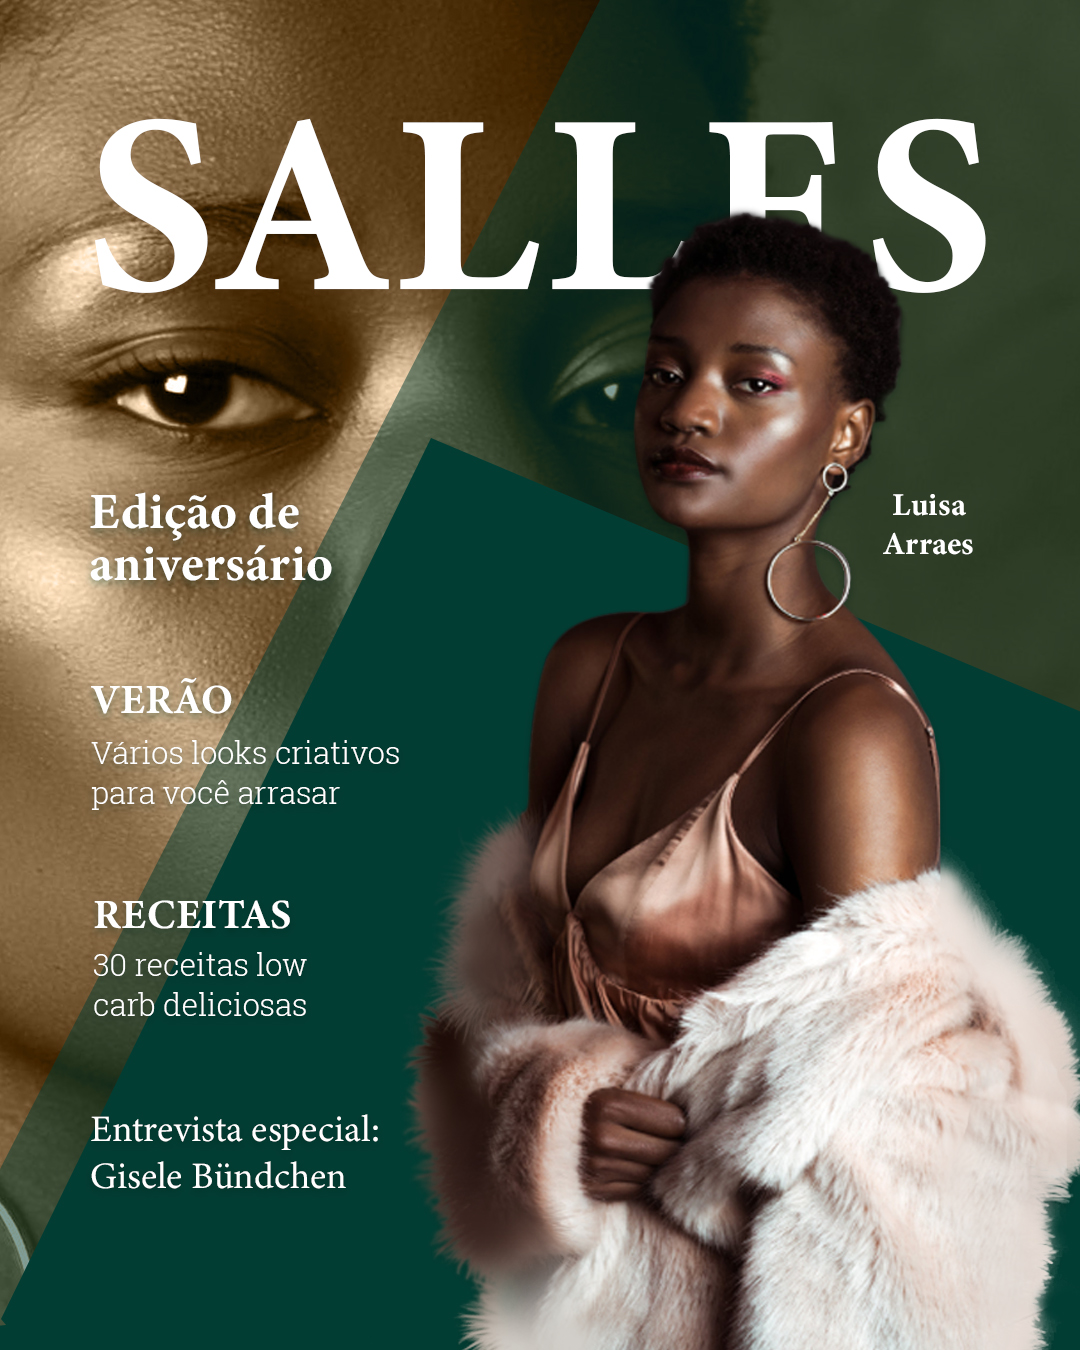 SALLES
Edição de
aniversário
Luisa
Arraes
VERÃO
Vários looks criativos
para você arrasar
RECEITAS
30 receitas low
carb deliciosas
Entrevista especial:
Gisele Bündchen